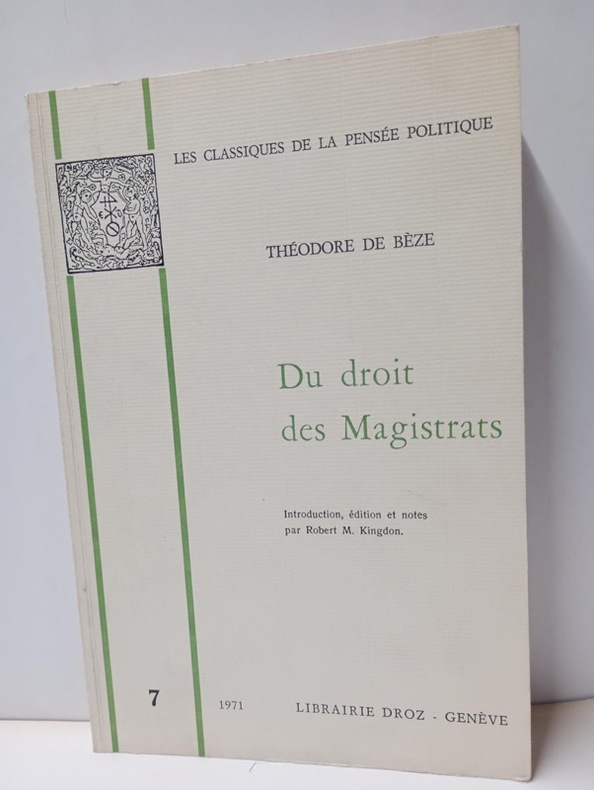 LES CLASSIQUES DE LA PENSÉE POLITIQUE
THÉODORE DE BÈZE
Du droit
des Magistrats
Introduction, édition et notes
par Robert M. Kingdon.
7
1971
LIBRAIRIE DROZ - GENÈVE